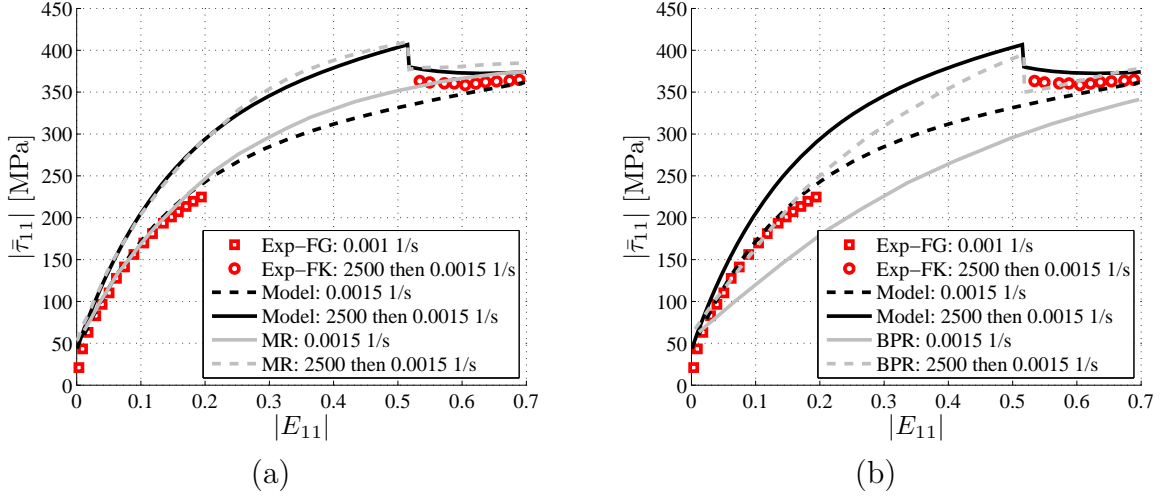 450
400
350
300
250
200
150
100
50
0
|τ̄₁₁| [MPa]
Exp−FG: 0.001 1/s
Exp−FK: 2500 then 0.0015 1/s
Model: 0.0015 1/s
Model: 2500 then 0.0015 1/s
MR: 0.0015 1/s
MR: 2500 then 0.0015 1/s
0 0.1 0.2 0.3 0.4 0.5 0.6 0.7
|E₁₁|
(a)
450
400
350
300
250
200
150
100
50
0
|τ̄₁₁| [MPa]
Exp−FG: 0.001 1/s
Exp−FK: 2500 then 0.0015 1/s
Model: 0.0015 1/s
Model: 2500 then 0.0015 1/s
BPR: 0.0015 1/s
BPR: 2500 then 0.0015 1/s
0 0.1 0.2 0.3 0.4 0.5 0.6 0.7
|E₁₁|
(b)